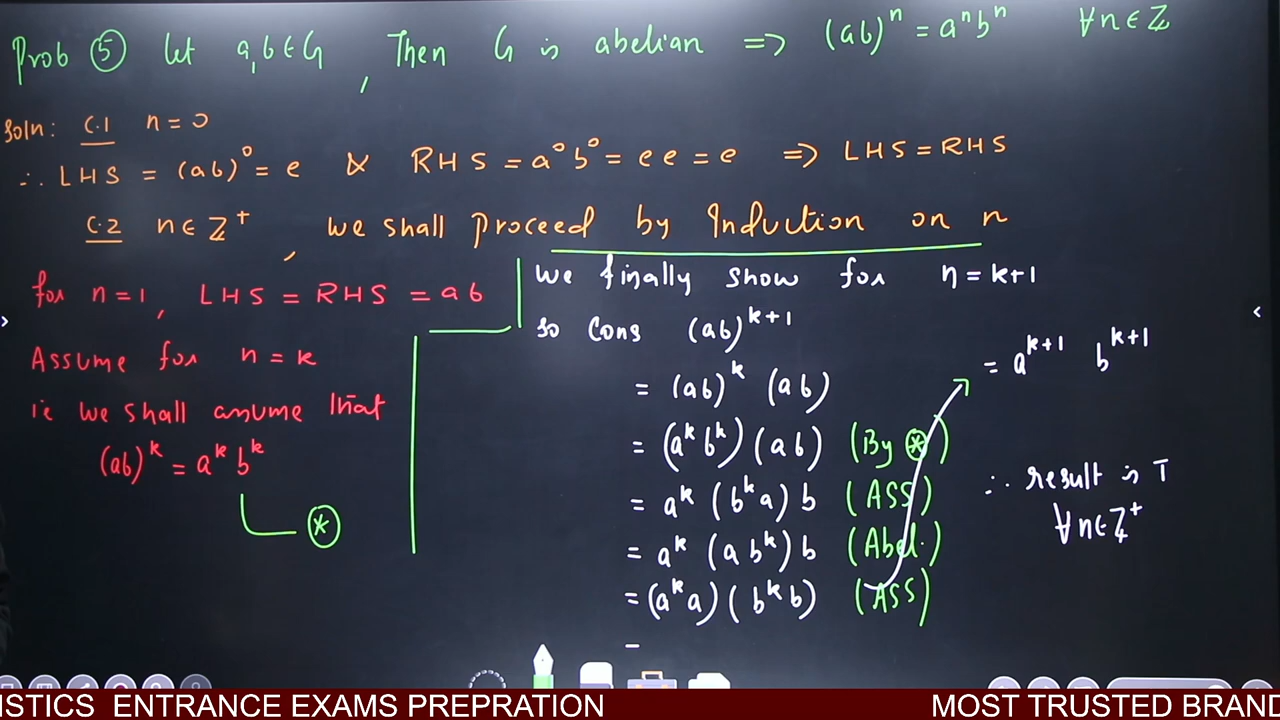 Prob ⑤ let a,b∈G, Then G is abelian => (ab)ⁿ = aⁿbⁿ ∀n∈Z
Soln: C.1 n=0
∴ LHS = (ab)⁰ = e & RHS = a⁰b⁰ = ee = e => LHS=RHS
C.2 n∈Z⁺, we shall proceed by Induction on n
for n=1, LHS = RHS = ab
Assume for n=k
i.e we shall assume that
(ab)ᵏ = aᵏ bᵏ
⊛
We finally show for n=k+1
so Cons (ab)ᵏ⁺¹
= (ab)ᵏ (ab)
= (aᵏbᵏ)(ab) (By ⊛)
= aᵏ (bᵏa) b (ASS)
= aᵏ (abᵏ) b (Abel.)
= (aᵏa)(bᵏb) (ASS)
= aᵏ⁺¹ bᵏ⁺¹
∴ result is T
∀n∈Z⁺
ISTICS ENTRANCE EXAMS PREPRATION MOST TRUSTED BRAND